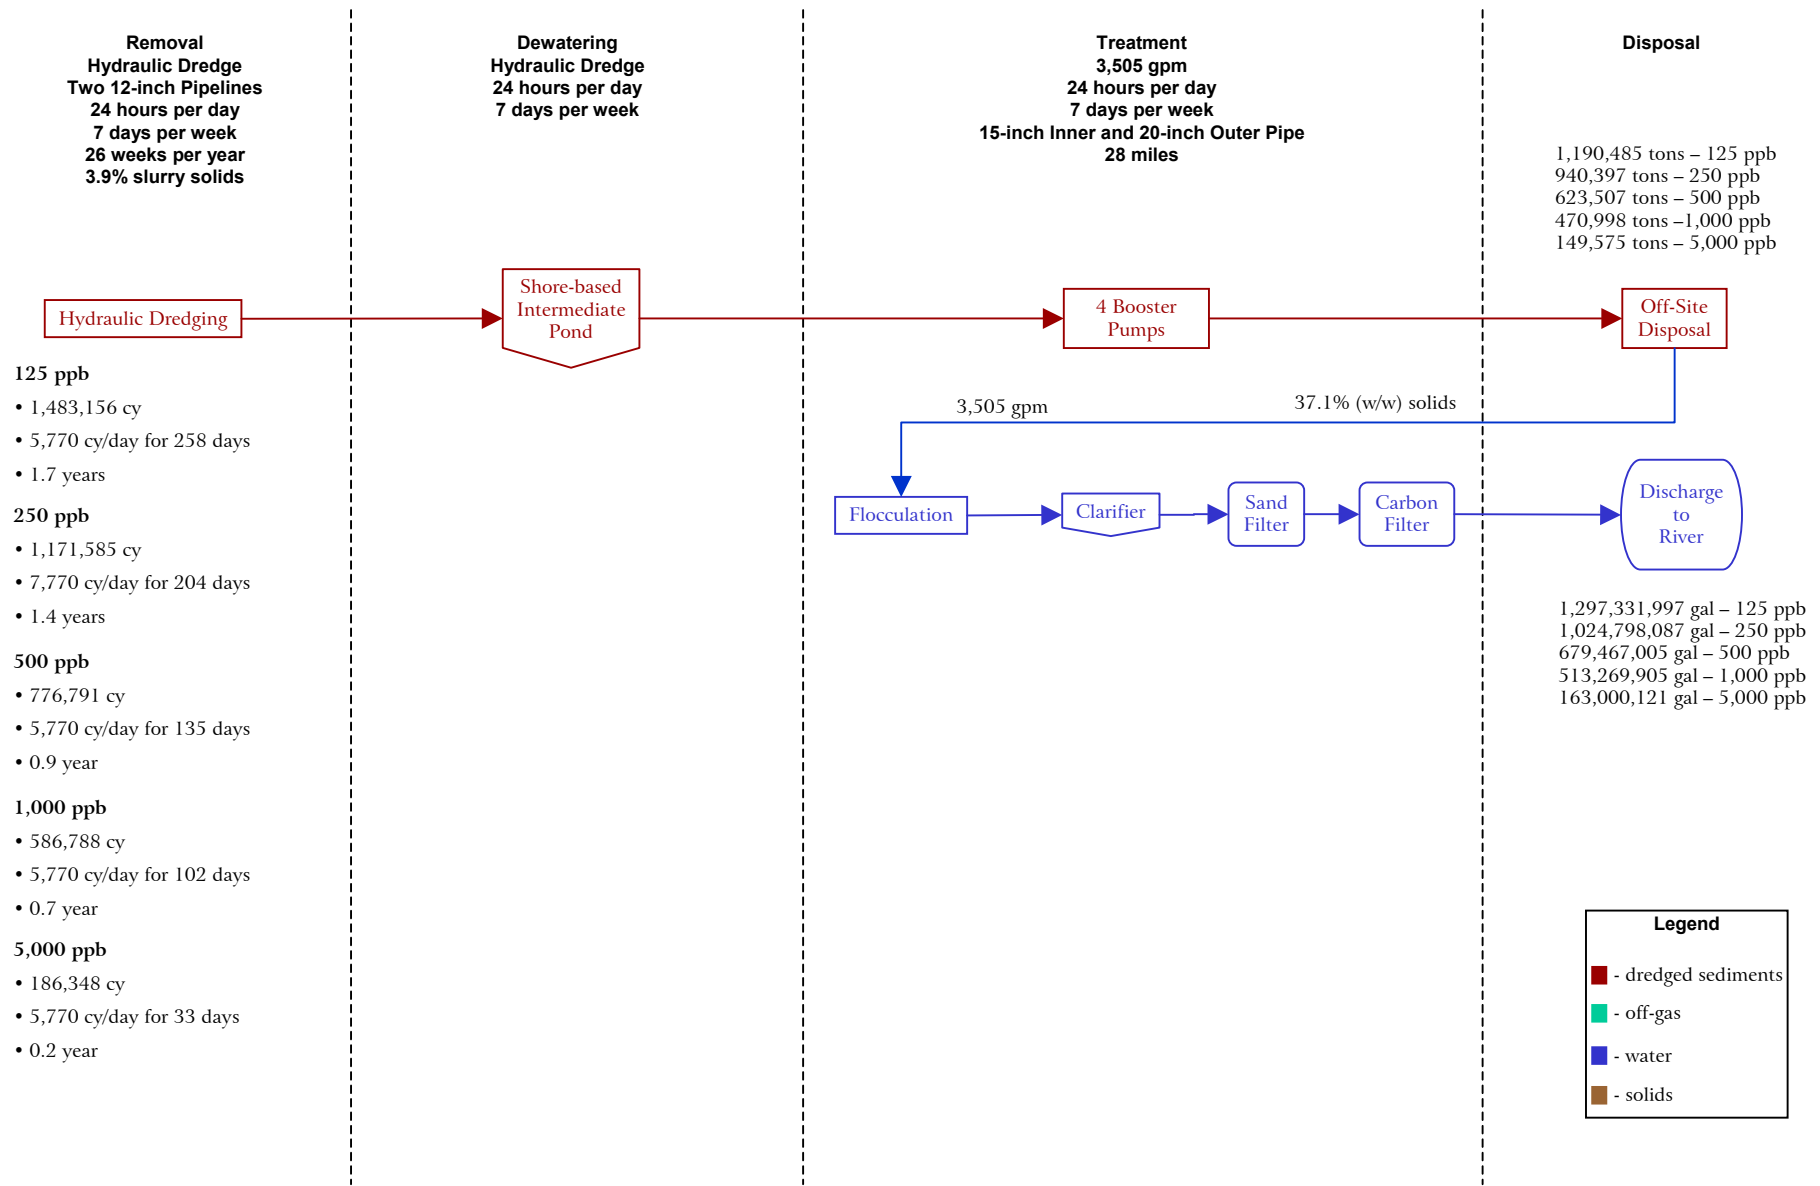 Removal
Hydraulic Dredge
Two 12-inch Pipelines
24 hours per day
7 days per week
26 weeks per year
3.9% slurry solids
Dewatering
Hydraulic Dredge
24 hours per day
7 days per week
Treatment
3,505 gpm
24 hours per day
7 days per week
15-inch Inner and 20-inch Outer Pipe
28 miles
Disposal
1,190,485 tons – 125 ppb
940,397 tons – 250 ppb
623,507 tons – 500 ppb
470,998 tons –1,000 ppb
149,575 tons – 5,000 ppb
Hydraulic Dredging
Shore-based
Intermediate
Pond
4 Booster
Pumps
Off-Site
Disposal
125 ppb
• 1,483,156 cy
• 5,770 cy/day for 258 days
• 1.7 years
250 ppb
• 1,171,585 cy
• 7,770 cy/day for 204 days
• 1.4 years
500 ppb
• 776,791 cy
• 5,770 cy/day for 135 days
• 0.9 year
1,000 ppb
• 586,788 cy
• 5,770 cy/day for 102 days
• 0.7 year
5,000 ppb
• 186,348 cy
• 5,770 cy/day for 33 days
• 0.2 year
3,505 gpm
37.1% (w/w) solids
Flocculation
Clarifier
Sand
Filter
Carbon
Filter
Discharge
to
River
1,297,331,997 gal – 125 ppb
1,024,798,087 gal – 250 ppb
679,467,005 gal – 500 ppb
513,269,905 gal – 1,000 ppb
163,000,121 gal – 5,000 ppb
Legend
- dredged sediments
- off-gas
- water
- solids